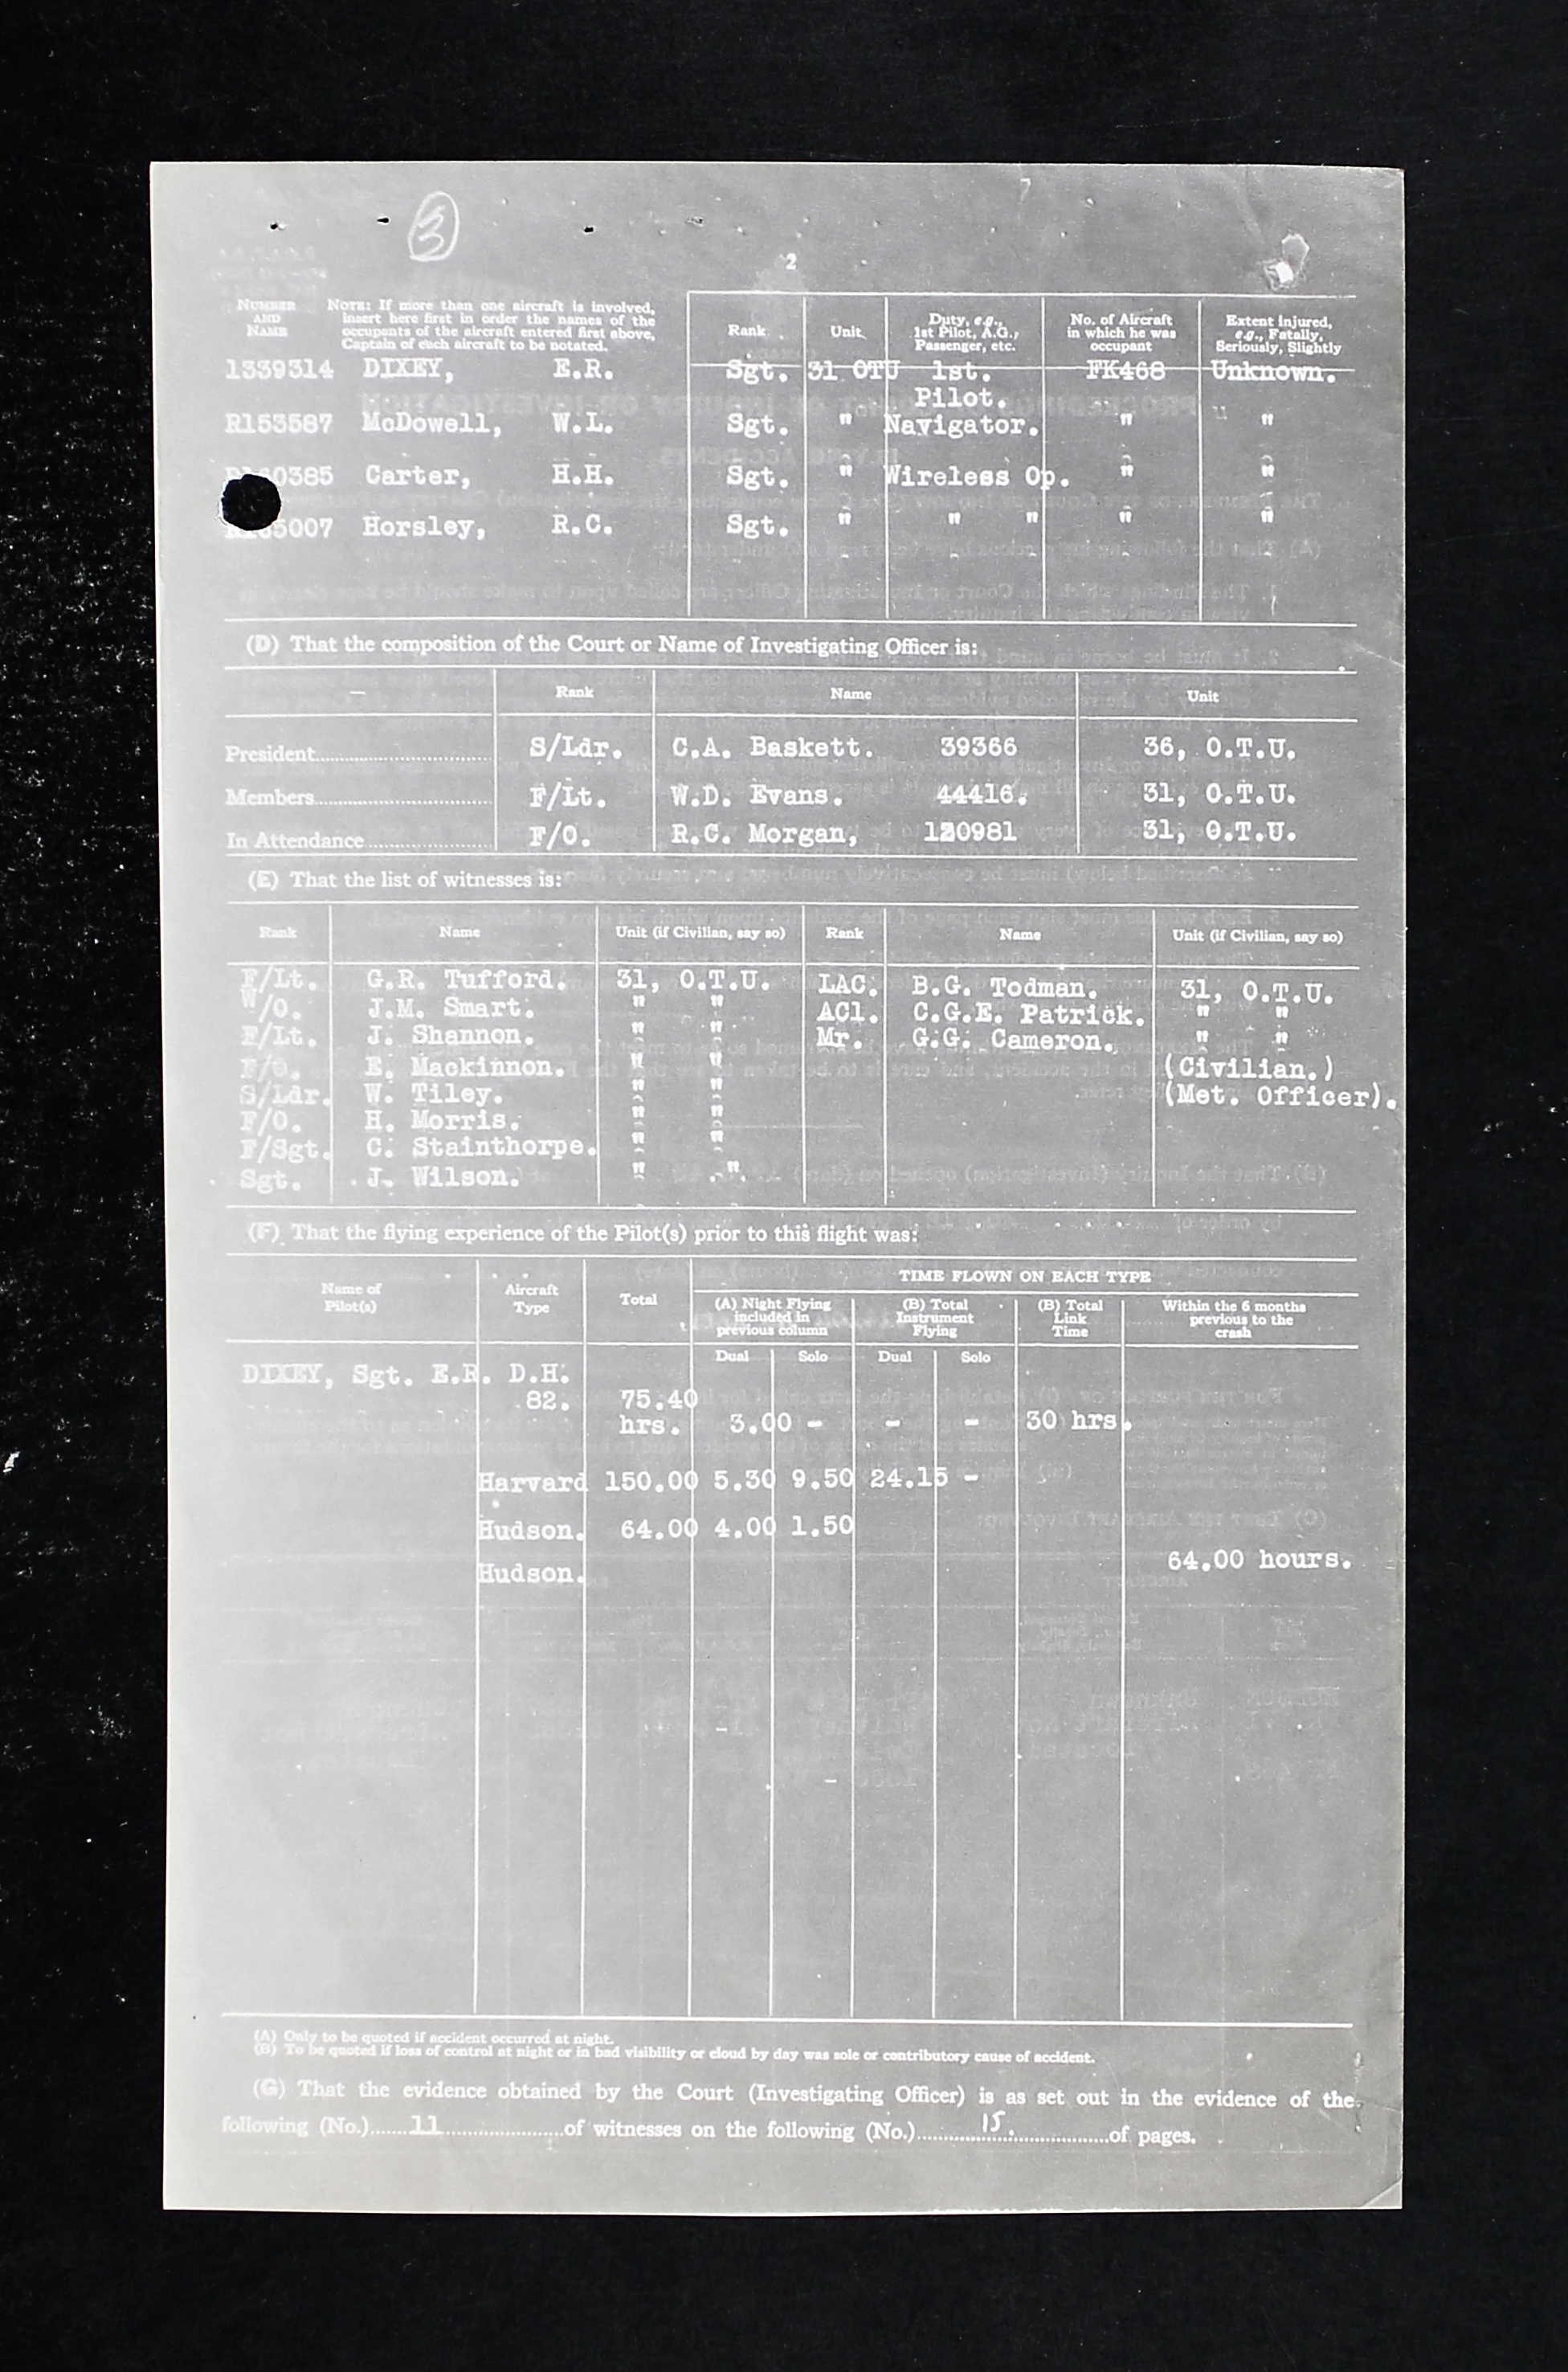 3
2
NUMBER AND NAME
NOTE: If more than one aircraft is involved, insert here first in order the names of the occupants of the aircraft entered first above, Captain of each aircraft to be notated.
Rank
Unit
Duty, e.g., 1st Pilot, A.G., Passenger, etc.
No. of Aircraft in which he was occupant
Extent injured, e.g., Fatally, Seriously, Slightly
1339314 DIXEY, E.R. Sgt. 31 OTU 1st. Pilot. FK468 Unknown.
R153587 McDowell, W.L. Sgt. " Navigator. " "
0385 Carter, H.H. Sgt. " Wireless Op. " "
5007 Horsley, R.C. Sgt. " " " " "
(D) That the composition of the Court or Name of Investigating Officer is:
— Rank Name Unit
President S/Ldr. C.A. Baskett. 39366 36, O.T.U.
Members F/Lt. W.D. Evans. 44416. 31, O.T.U.
In Attendance F/O. R.C. Morgan, 120981 31, O.T.U.
(E) That the list of witnesses is:
Rank Name Unit (if Civilian, say so) Rank Name Unit (if Civilian, say so)
F/Lt. G.R. Tufford. 31, O.T.U. LAC. B.G. Todman. 31, O.T.U.
W/O. J.M. Smart. " " AC1. C.G.E. Patrick. " "
F/Lt. J. Shannon. " " Mr. G.G. Cameron. " "
F/O. E. Mackinnon. " " (Civilian.)
S/Ldr. W. Tiley. " " (Met. Officer).
F/O. H. Morris. " "
F/Sgt. C. Stainthorpe. " "
Sgt. J. Wilson. " "
(F) That the flying experience of the Pilot(s) prior to this flight was:
Name of Pilot(s)
Aircraft Type
Total
TIME FLOWN ON EACH TYPE
(A) Night Flying included in previous column
(B) Total Instrument Flying
(B) Total Link Time
Within the 6 months previous to the crash
Dual Solo Dual Solo
DIXEY, Sgt. E.R. D.H.
82. 75.40
hrs. 3.00 - - - 30 hrs.
Harvard 150.00 5.30 9.50 24.15 -
Hudson. 64.00 4.00 1.50
Hudson. 64.00 hours.
(A) Only to be quoted if accident occurred at night.
(B) To be quoted if loss of control at night or in bad visibility or cloud by day was sole or contributory cause of accident.
(G) That the evidence obtained by the Court (Investigating Officer) is as set out in the evidence of the
following (No.) 11 of witnesses on the following (No.) 15. of pages.